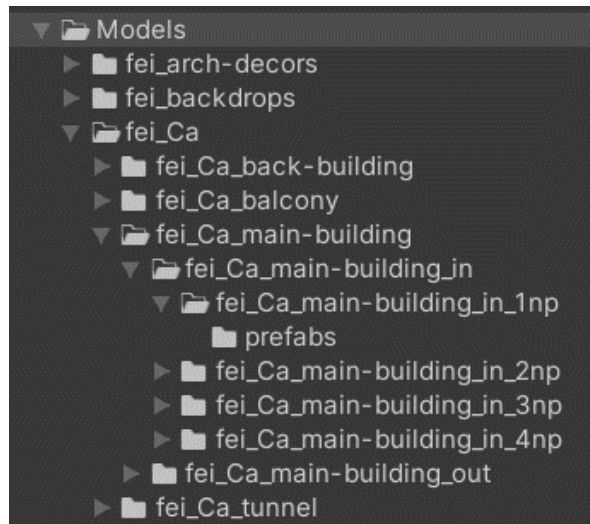 Models
fei_arch-decors
fei_backdrops
fei_Ca
fei_Ca_back-building
fei_Ca_balcony
fei_Ca_main-building
fei_Ca_main-building_in
fei_Ca_main-building_in_1np
prefabs
fei_Ca_main-building_in_2np
fei_Ca_main-building_in_3np
fei_Ca_main-building_in_4np
fei_Ca_main-building_out
fei_Ca_tunnel